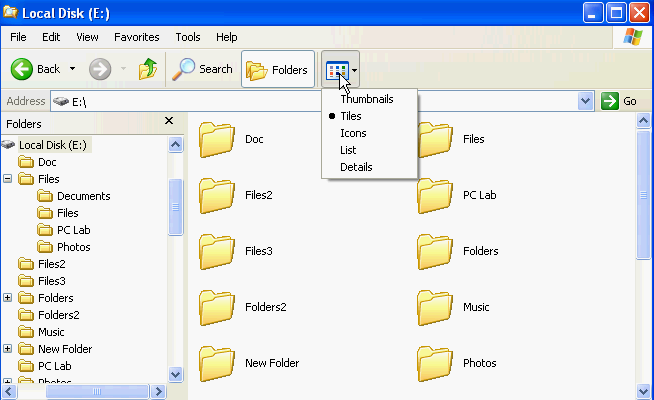 Local Disk (E:)
File Edit View Favorites Tools Help
Back Search Folders
Address E:\ Go
Folders
Thumbnails
Tiles
Icons
List
Details
Local Disk (E:)
Doc
Files
Decuments
Files
PC Lab
Photos
Files2
Files3
Folders
Folders2
Music
New Folder
PC Lab
Photos
Doc Files
Files2 PC Lab
Files3 Folders
Folders2 Music
New Folder Photos